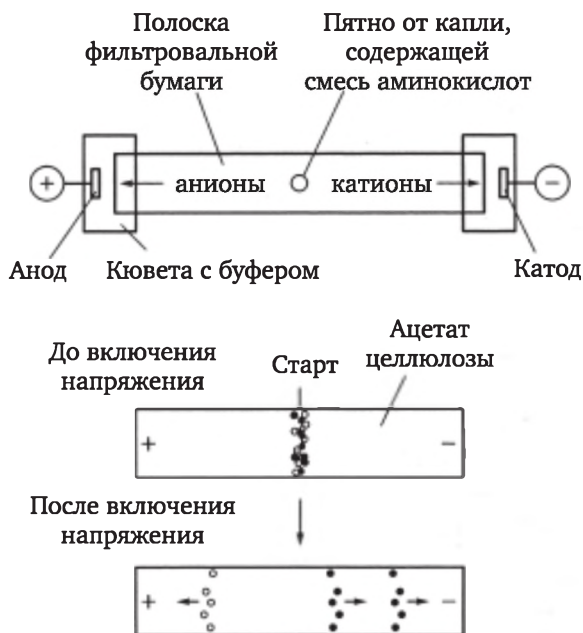 Полоска
фильтровальной
бумаги
Пятно от капли,
содержащей
смесь аминокислот
+
анионы
катионы
−
Анод
Кювета с буфером
Катод
До включения
напряжения
Старт
Ацетат
целлюлозы
+
−
После включения
напряжения
+
−